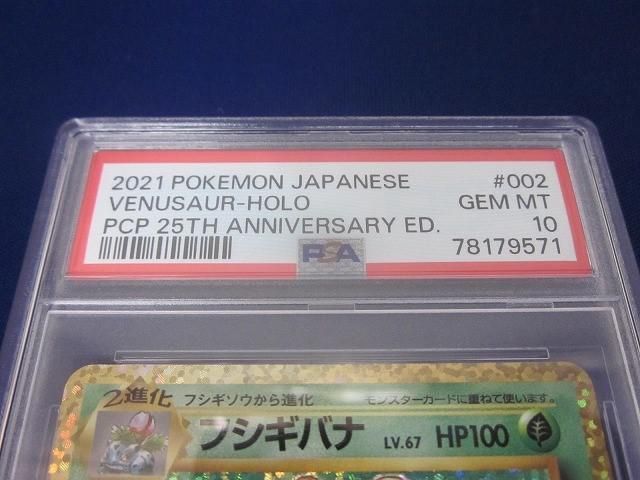 2021 POKEMON JAPANESE #002
VENUSAUR-HOLO GEM MT
PCP 25TH ANNIVERSARY ED. 10
PSA 78179571
2進化 フシギソウから進化 モンスターカードに重ねて使います。
フシギバナ LV.67 HP100